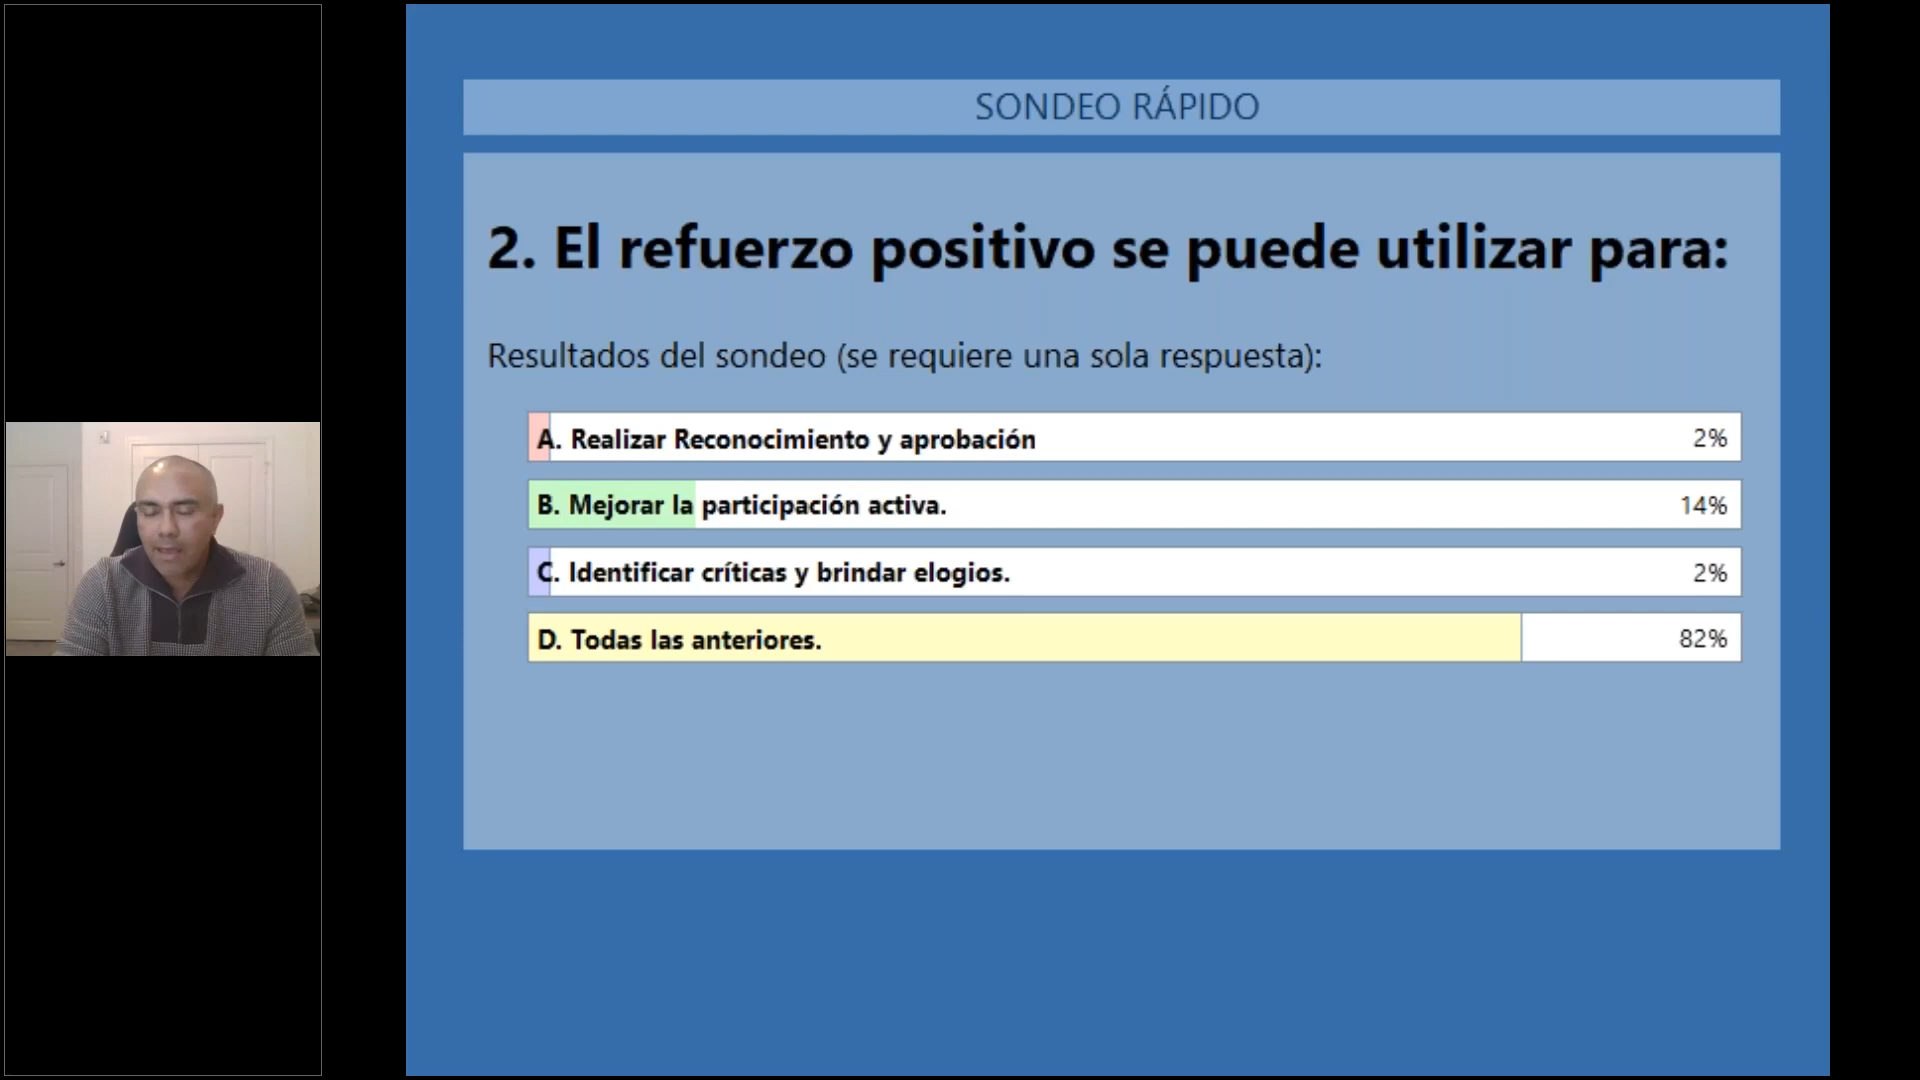 SONDEO RÁPIDO
2. El refuerzo positivo se puede utilizar para:
Resultados del sondeo (se requiere una sola respuesta):
A. Realizar Reconocimiento y aprobación 2%
B. Mejorar la participación activa. 14%
C. Identificar críticas y brindar elogios. 2%
D. Todas las anteriores. 82%